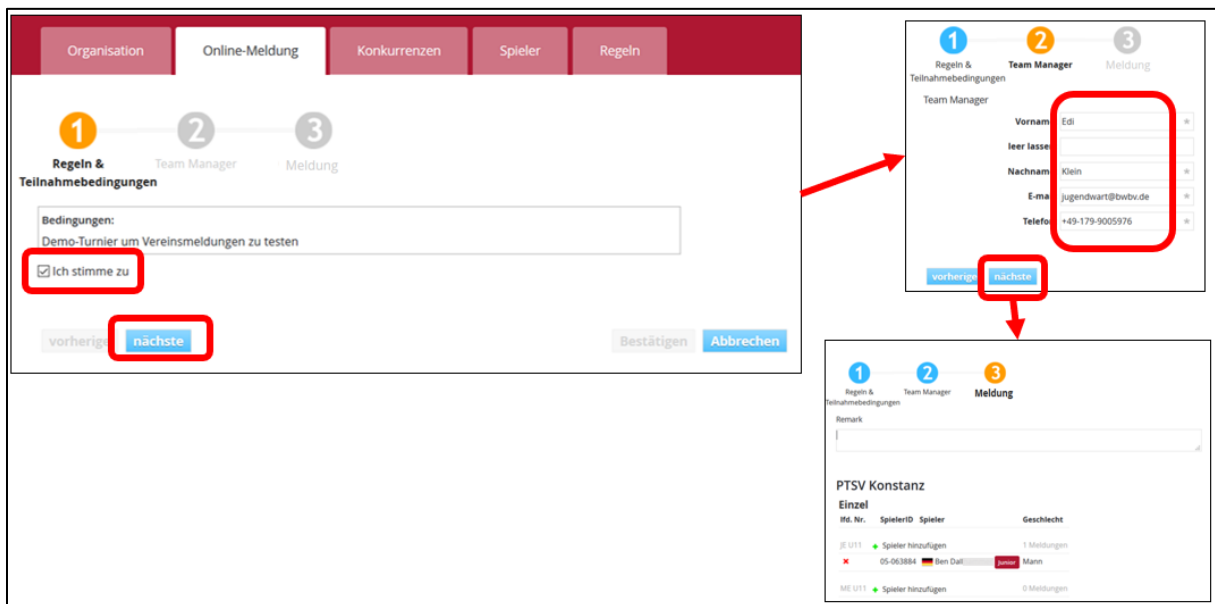 Organisation Online-Meldung Konkurrenzen Spieler Regeln
1 2 3
Regeln & Team Manager Meldung
Teilnahmebedingungen
Bedingungen:
Demo-Turnier um Vereinsmeldungen zu testen
Ich stimme zu
vorherige nächste Bestätigen Abbrechen
1 2 3
Regeln & Team Manager Meldung
Teilnahmebedingungen
Team Manager
Vornam Edi
leer lasse
Nachnam Klein
E-ma jugendwart@bwbv.de
Telefo +49-179-9005976
vorherige nächste
1 2 3
Regeln & Team Manager Meldung
Teilnahmebedingungen
Remark
PTSV Konstanz
Einzel
lfd. Nr. SpielerID Spieler Geschlecht
JE U11 Spieler hinzufügen 1 Meldungen
05-063884 Ben Dall Junior Mann
ME U11 Spieler hinzufügen 0 Meldungen